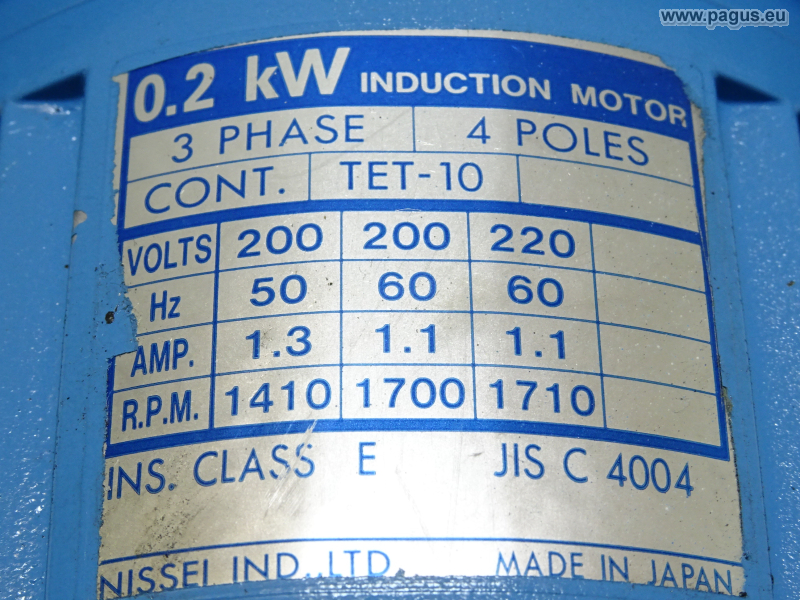 www.pagus.eu
0.2 kW INDUCTION MOTOR
3 PHASE 4 POLES
CONT. TET-10
VOLTS 200 200 220
Hz 50 60 60
AMP. 1.3 1.1 1.1
R.P.M. 1410 1700 1710
INS. CLASS E JIS C 4004
NISSEI IND., LTD. MADE IN JAPAN